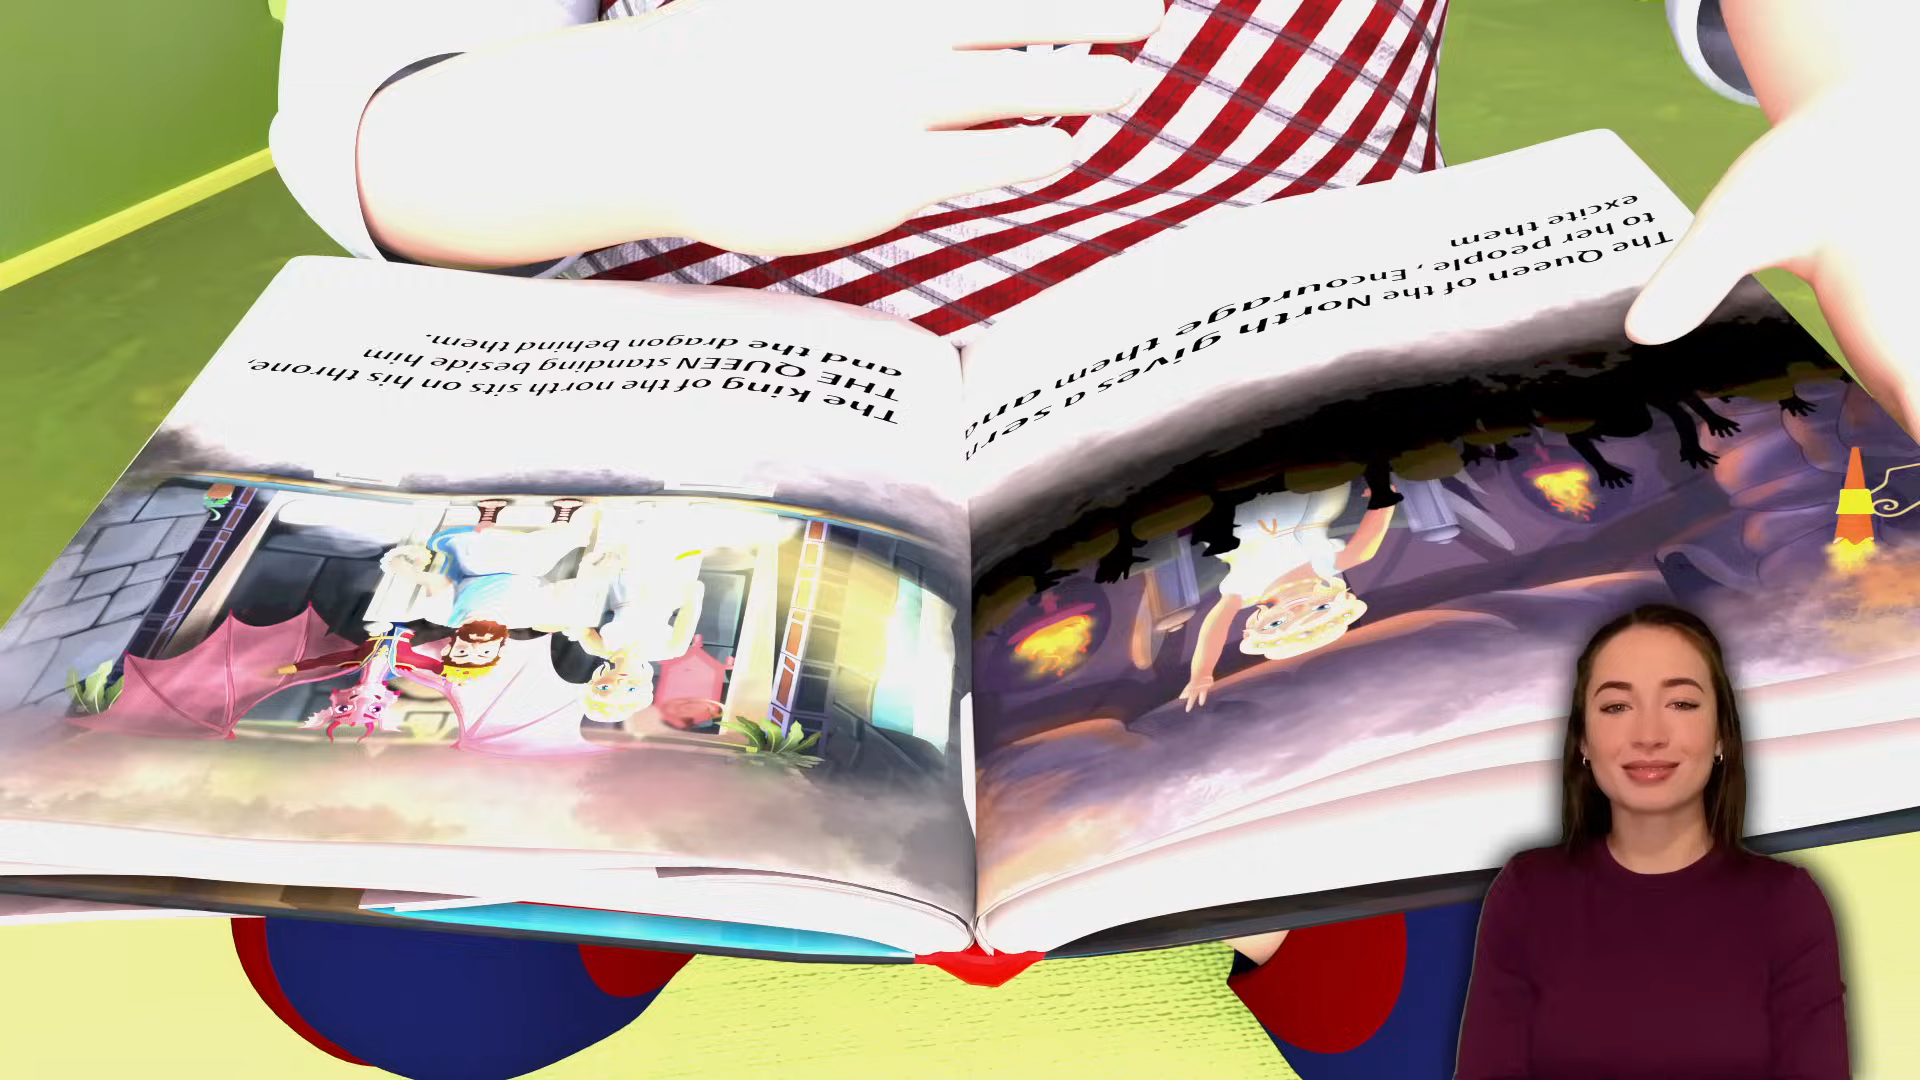 The king of the north sits on his throne,
THE QUEEN standing beside him
and the dragon behind them.
The Queen of the North gives a serm
to her people, Encourage them and
excite them